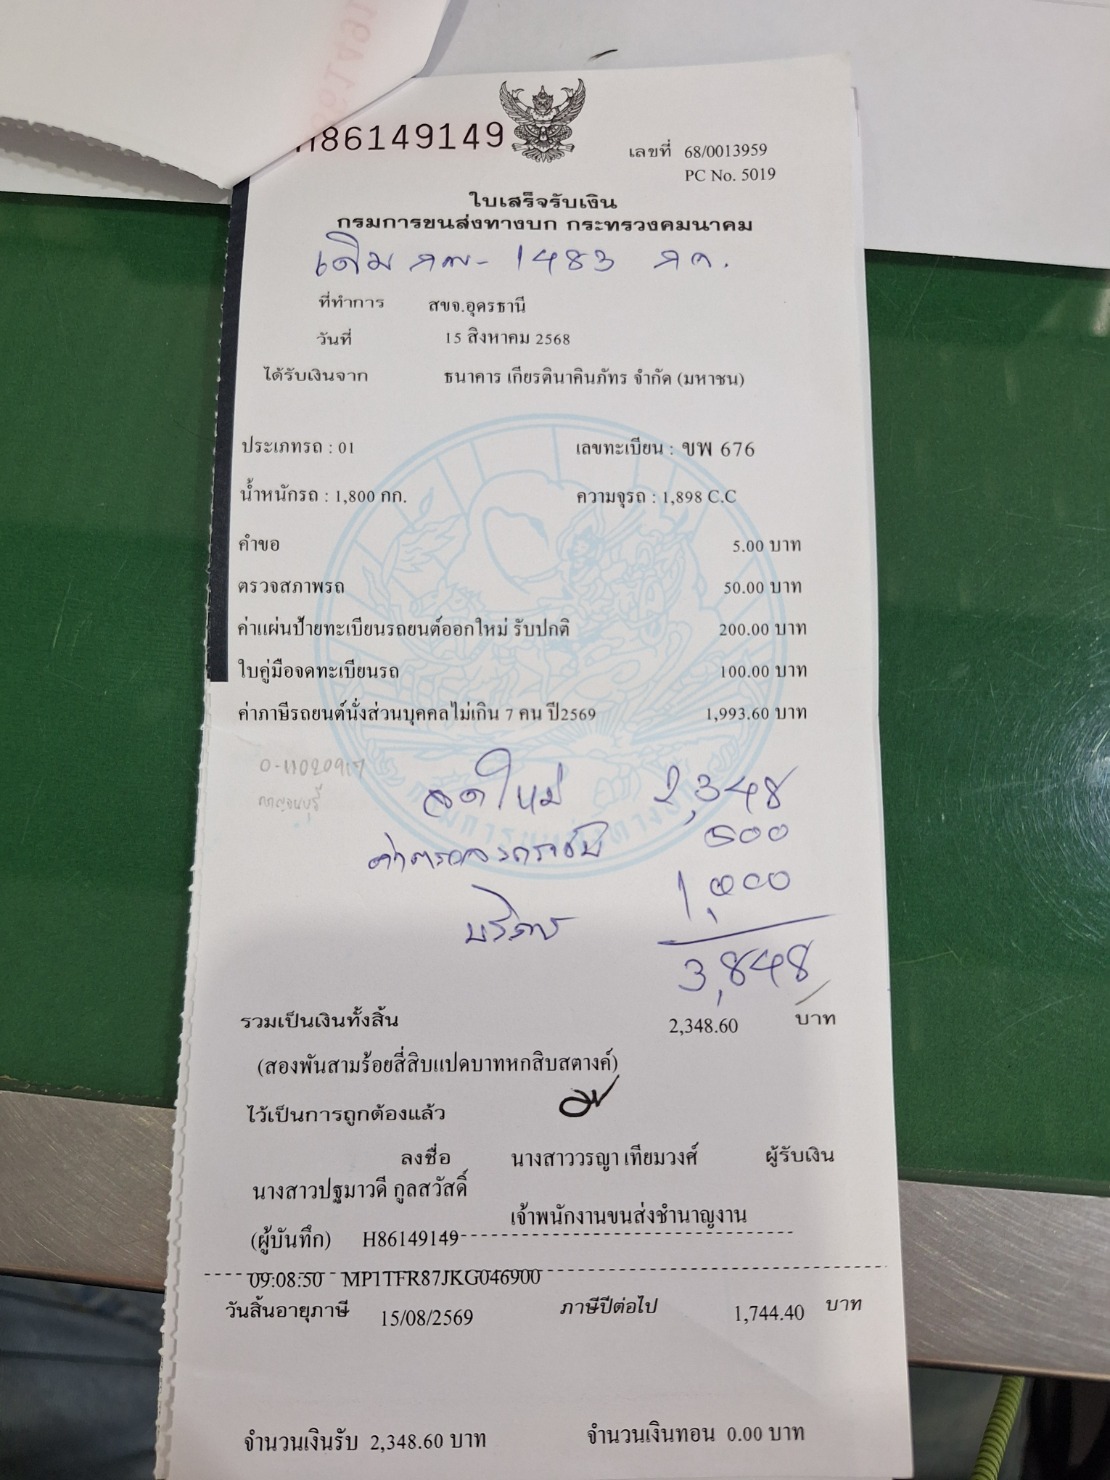 H86149149
เลขที่ 68/0013959
PC No. 5019
ใบเสร็จรับเงิน
กรมการขนส่งทางบก กระทรวงคมนาคม
เดิม 1483
ที่ทำการ สขจ.อุดรธานี
วันที่ 15 สิงหาคม 2568
ได้รับเงินจาก ธนาคาร เกียรตินาคินภัทร จำกัด (มหาชน)
ประเภทรถ : 01 เลขทะเบียน : ขพ 676
น้ำหนักรถ : 1,800 กก. ความจุรถ : 1,898 C.C
คำขอ 5.00 บาท
ตรวจสภาพรถ 50.00 บาท
ค่าแผ่นป้ายทะเบียนรถยนต์ออกใหม่ รับปกติ 200.00 บาท
ใบคู่มือจดทะเบียนรถ 100.00 บาท
ค่าภาษีรถยนต์นั่งส่วนบุคคลไม่เกิน 7 คน ปี2569 1,993.60 บาท
จดใหม่ 2,348
500
บริการ 1,000
3,848
รวมเป็นเงินทั้งสิ้น 2,348.60 บาท
(สองพันสามร้อยสี่สิบแปดบาทหกสิบสตางค์)
ไว้เป็นการถูกต้องแล้ว
ลงชื่อ นางสาววรญา เทียมวงศ์ ผู้รับเงิน
นางสาวปฐมาวดี กูลสวัสดิ์
เจ้าพนักงานขนส่งชำนาญงาน
(ผู้บันทึก) H86149149
09:08:50 MP1TFR87JKG046900
วันสิ้นอายุภาษี 15/08/2569 ภาษีปีต่อไป 1,744.40 บาท
จำนวนเงินรับ 2,348.60 บาท จำนวนเงินทอน 0.00 บาท